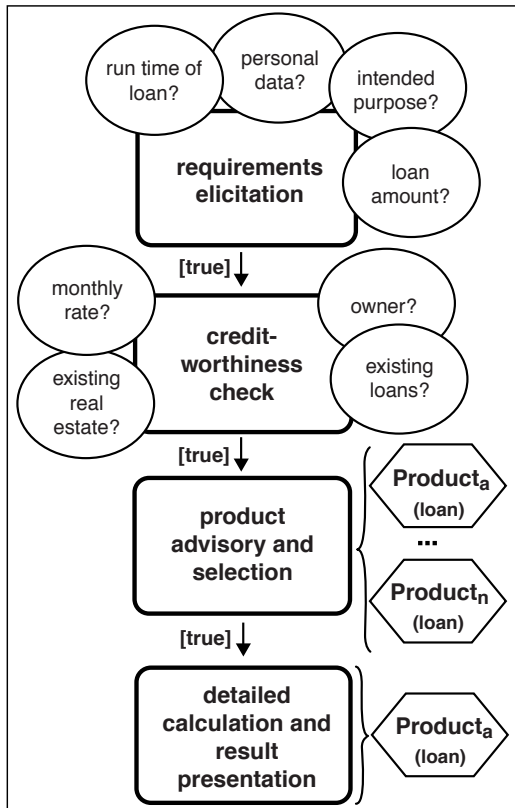 run time of
loan?
personal
data?
intended
purpose?
loan
amount?
requirements
elicitation
[true]
monthly
rate?
existing
real
estate?
credit-
worthiness
check
owner?
existing
loans?
[true]
product
advisory and
selection
Productₐ
(loan)
...
Productₙ
(loan)
[true]
detailed
calculation and
result
presentation
Productₐ
(loan)